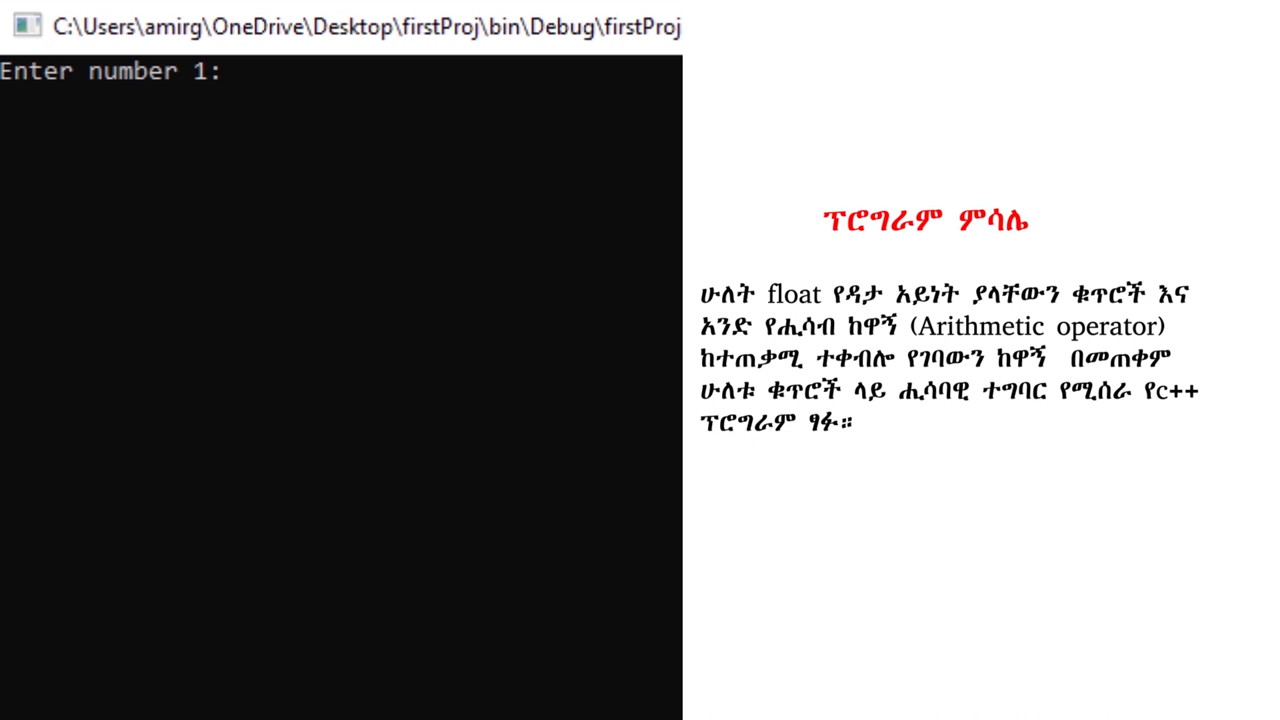 C:\Users\amirg\OneDrive\Desktop\firstProj\bin\Debug\firstProj
Enter number 1:
ፕሮግራም ምሳሌ
ሁለት float የዳታ አይነት ያላቸውን ቁጥሮች እና
አንድ የሒሳብ ከዋኝ (Arithmetic operator)
ከተጠቃሚ ተቀብሎ የገባውን ከዋኝ በመጠቀም
ሁለቱ ቁጥሮች ላይ ሒሳባዊ ተግባር የሚሰራ የc++
ፕሮግራም ፃፉ።